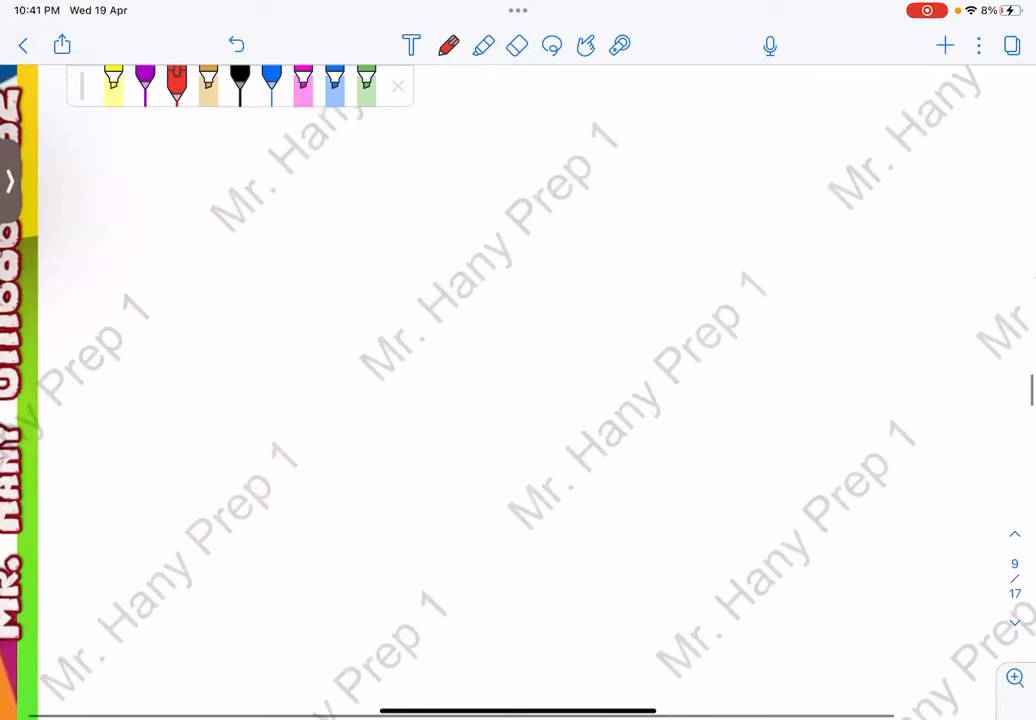 10:41 PM Wed 19 Apr
8%
T
Mr. Hany
Mr. Hany Prep 1
Mr. Hany
Mr. Hany Prep 1
Mr.
Prep 1
Mr. Hany Prep 1
Mr. Hany Prep 1
Prep 1
Mr. Hany Prep 1
MR. HANY
9
/
17